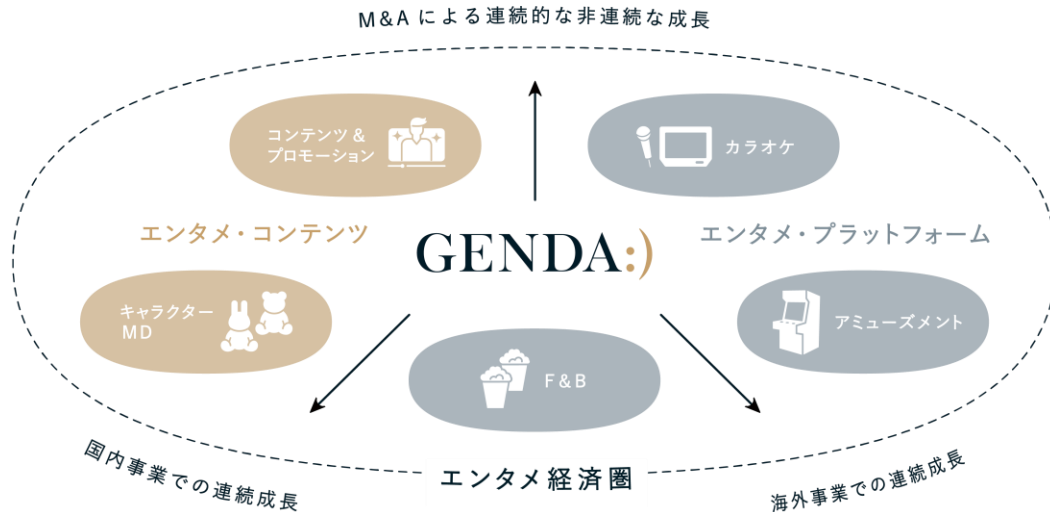 M&Aによる連続的な非連続な成長
コンテンツ&
プロモーション
カラオケ
エンタメ・コンテンツ
GENDA:)
エンタメ・プラットフォーム
キャラクター
MD
アミューズメント
F&B
国内事業での連続成長
エンタメ経済圏
海外事業での連続成長